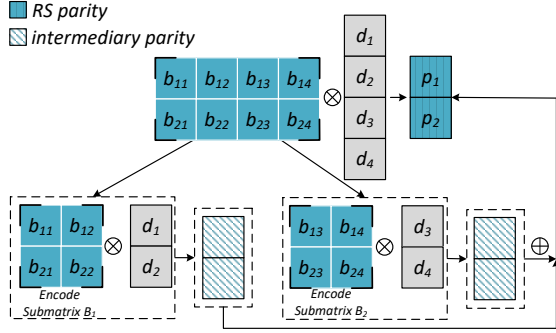 RS parity
intermediary parity
d1
b11 b12 b13 b14 ⊗ d2 p1
b21 b22 b23 b24 d3 p2
d4
b11 b12 ⊗ d1
b21 b22 d2
Encode
Submatrix B1
b13 b14 ⊗ d3 ⊕
b23 b24 d4
Encode
Submatrix B2